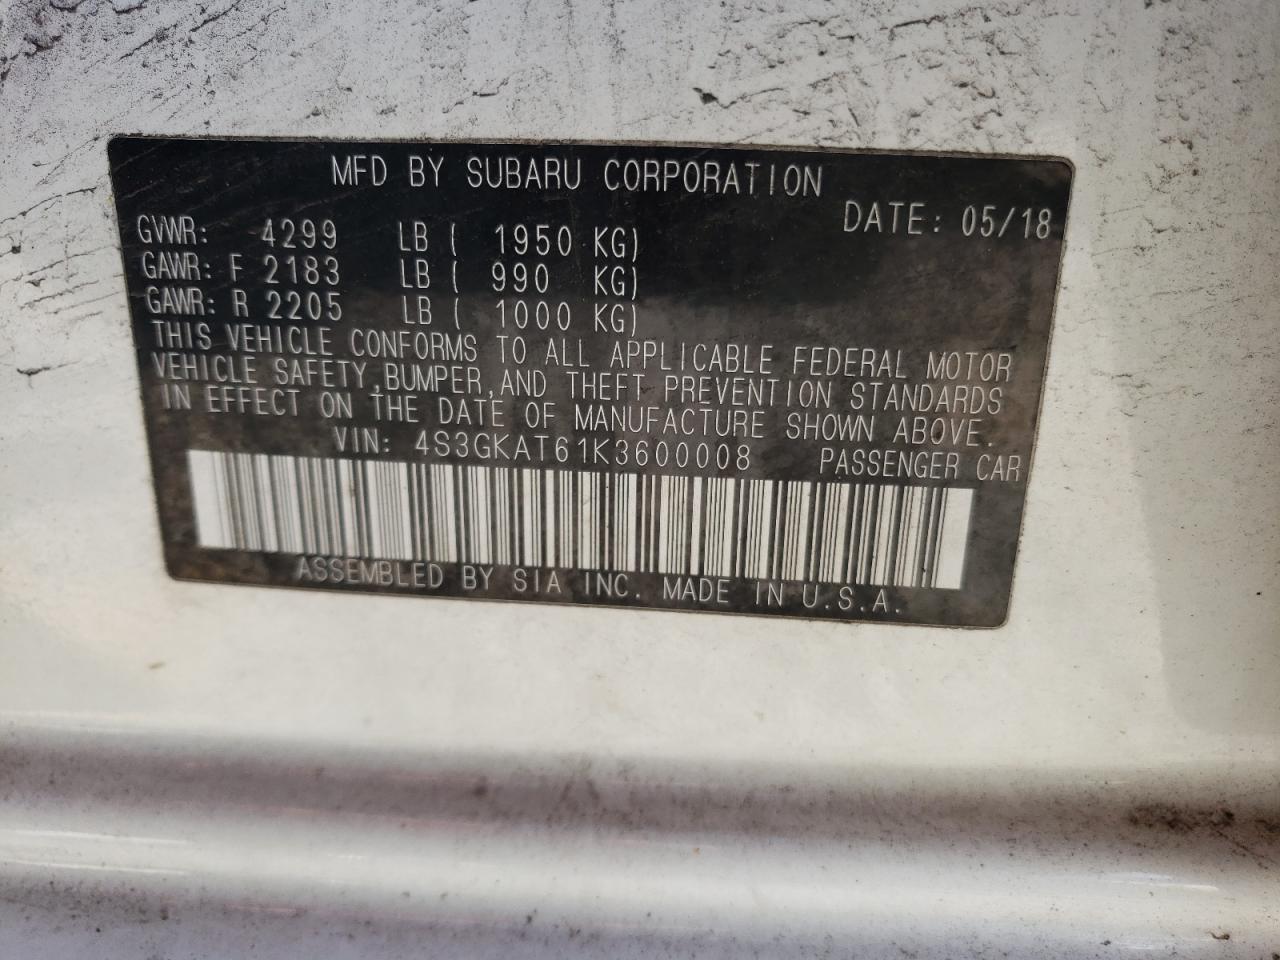 MFD BY SUBARU CORPORATION
DATE: 05/18
GVWR: 4299 LB ( 1950 KG)
GAWR: F 2183 LB ( 990 KG)
GAWR: R 2205 LB ( 1000 KG)
THIS VEHICLE CONFORMS TO ALL APPLICABLE FEDERAL MOTOR
VEHICLE SAFETY,BUMPER,AND THEFT PREVENTION STANDARDS
IN EFFECT ON THE DATE OF MANUFACTURE SHOWN ABOVE.
VIN: 4S3GKAT61K3600008 PASSENGER CAR
ASSEMBLED BY SIA INC. MADE IN U.S.A.